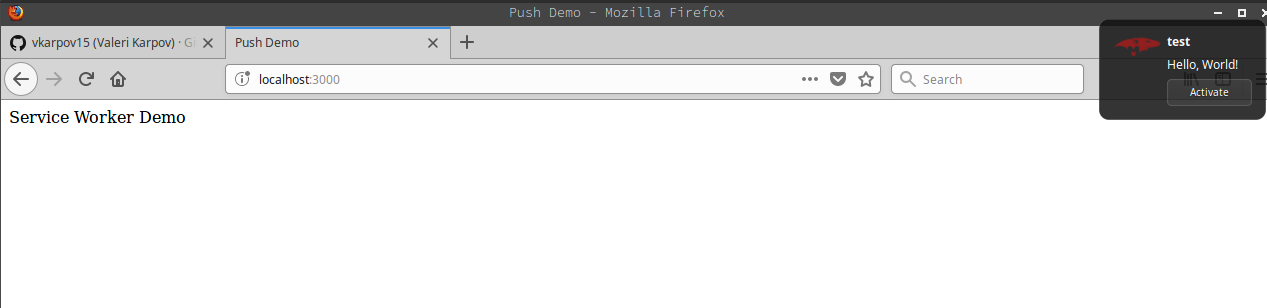 Push Demo - Mozilla Firefox
vkarpov15 (Valeri Karpov) · G
Push Demo
test
Hello, World!
Activate
localhost:3000
Search
Service Worker Demo